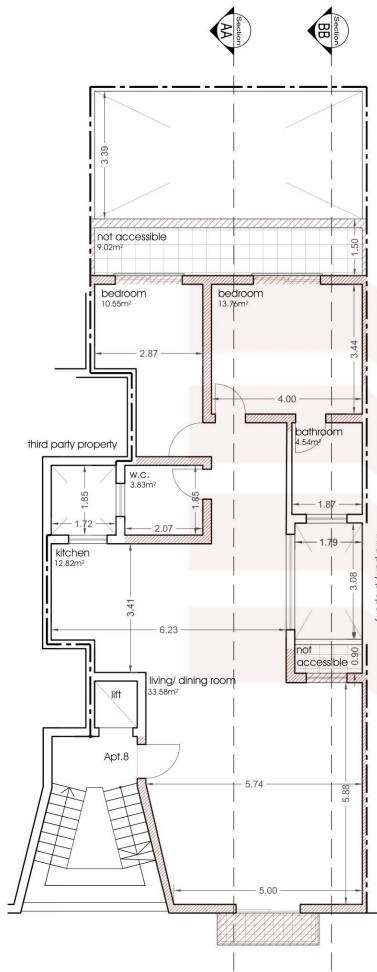 Section
AA
Section
BB
3.39
not accessible
9.02m²
1.50
bedroom
10.55m²
bedroom
13.76m²
2.87
3.44
4.00
bathroom
4.54m²
third party property
w.c.
3.83m²
1.85
1.85
1.72
2.07
1.87
1.79
kitchen
12.82m²
3.08
3.41
6.23
not
accessible
0.90
living/ dining room
33.58m²
lift
Apt.8
5.74
5.88
5.00